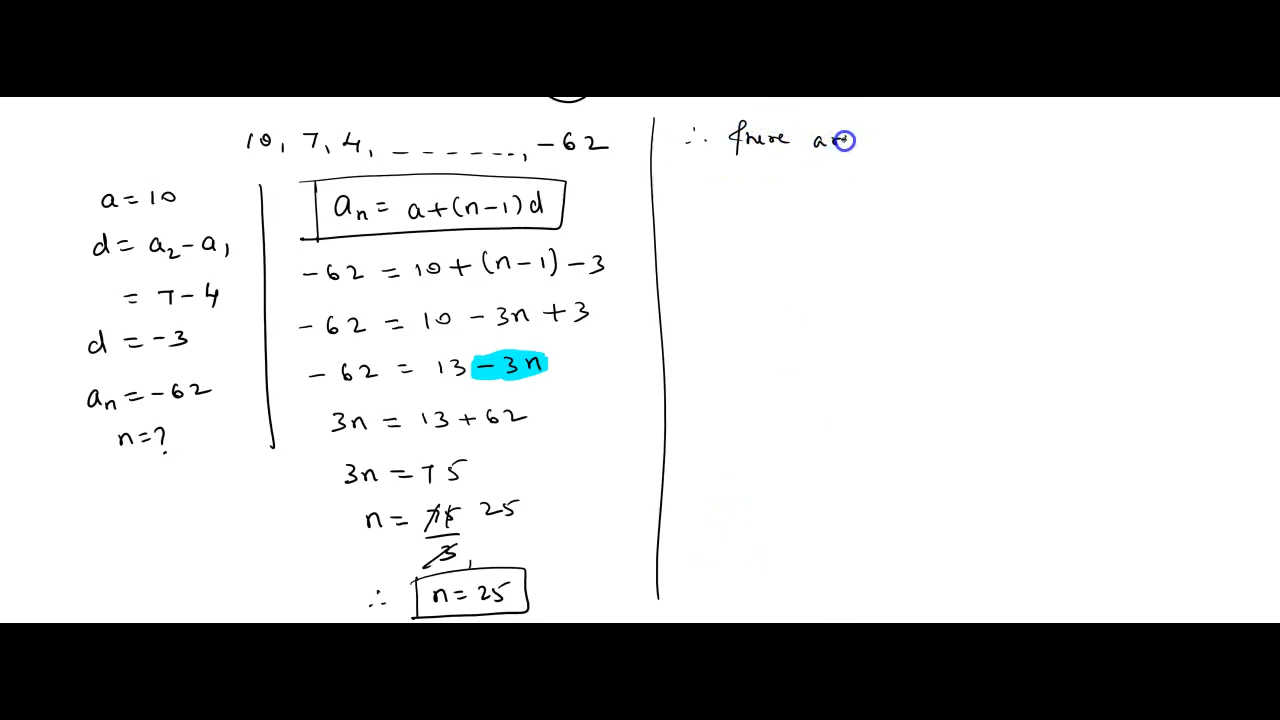 10, 7, 4, _ _ _ _ _ _ ., -62
a = 10
d = a₂ - a₁
= 7 - 4
d = -3
aₙ = -62
n = ?
aₙ = a + (n - 1) d
-62 = 10 + (n - 1) - 3
-62 = 10 - 3n + 3
-62 = 13 - 3n
3n = 13 + 62
3n = 75
n = 75/3 25
∴ n = 25
∴ there are